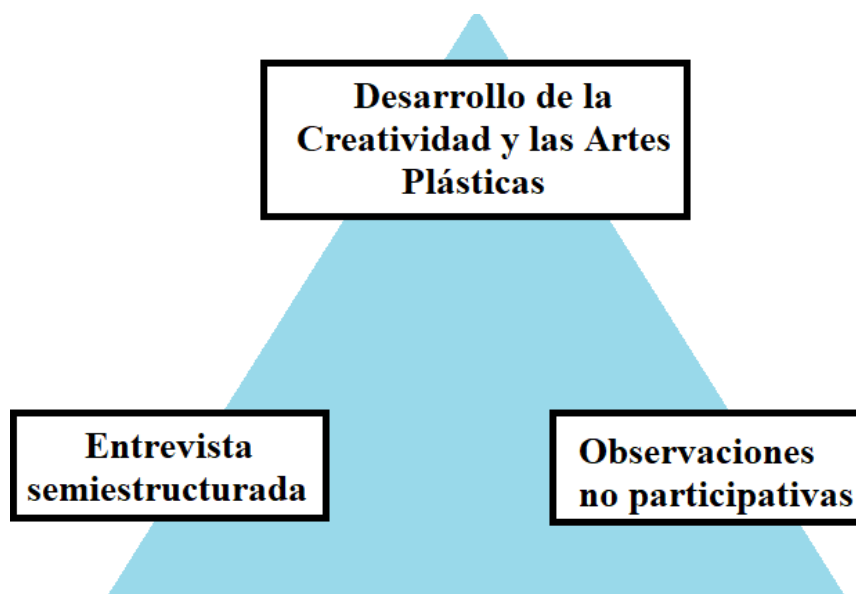 Desarrollo de la
Creatividad y las Artes
Plásticas
Entrevista
semiestructurada
Observaciones
no participativas